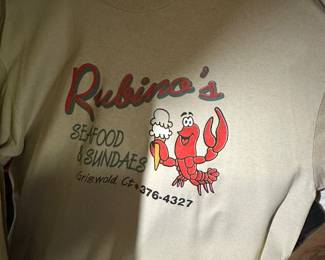 Rubino's
SEAFOOD
& SUNDAES
Griswold Ct • 376-4327